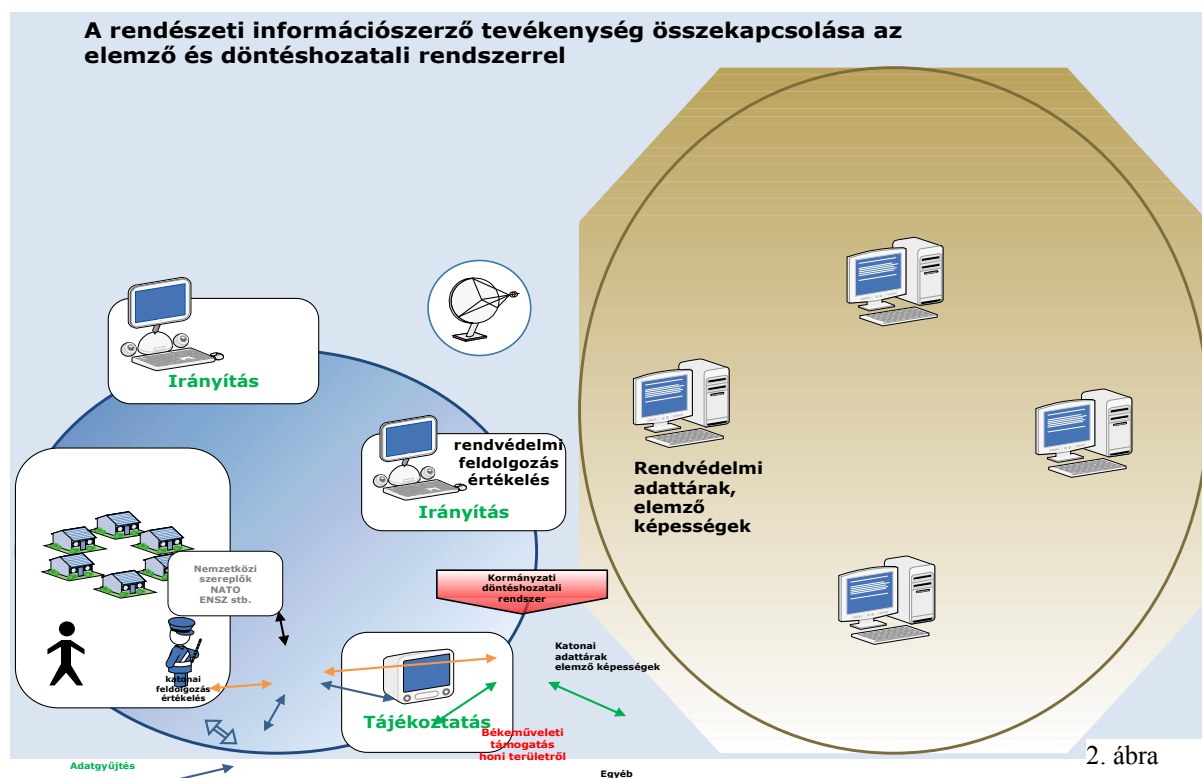 A rendészeti információszerző tevékenység összekapcsolása az
elemző és döntéshozatali rendszerrel
Irányítás
rendvédelmi
feldolgozás
értékelés
Irányítás
Rendvédelmi
adattárak,
elemző
képességek
Nemzetközi
szereplők
NATO
ENSZ stb.
Kormányzati
döntéshozatali
rendszer
katonai
feldolgozás
értékelés
Katonai
adattárak
elemző képességek
Tájékoztatás
Békeműveleti
támogatás
honi területről
Adatgyűjtés
Egyéb
2. ábra